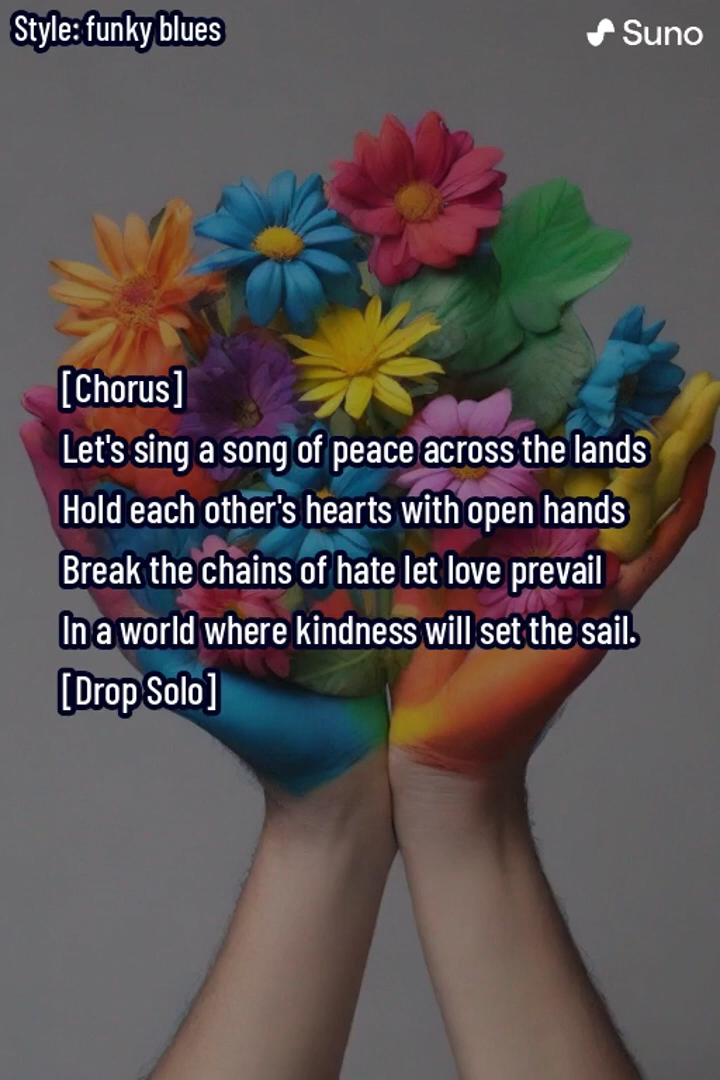 Style: funky blues
Suno
[Chorus]
Let's sing a song of peace across the lands
Hold each other's hearts with open hands
Break the chains of hate let love prevail
In a world where kindness will set the sail.
[Drop Solo]